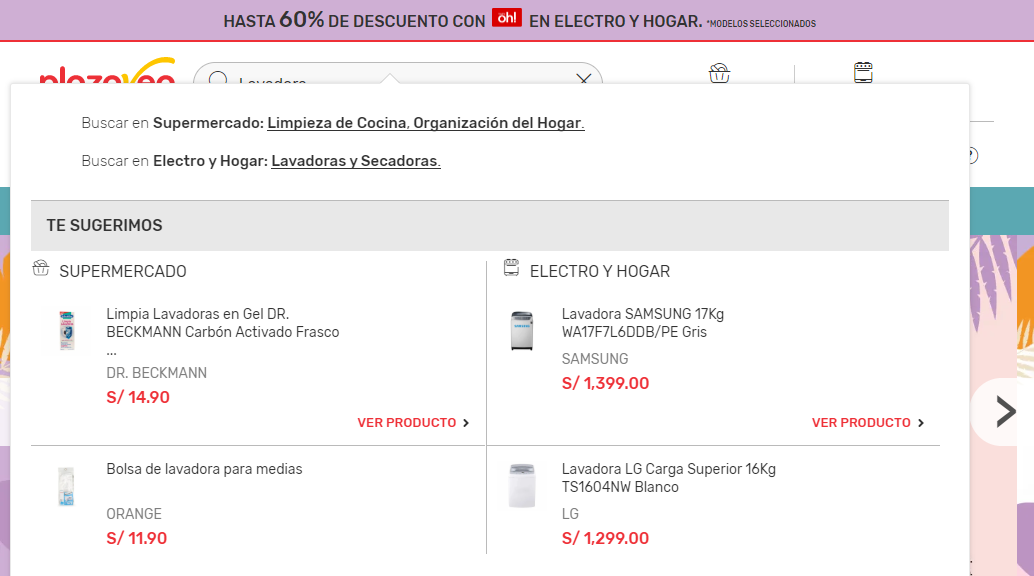 HASTA 60% DE DESCUENTO CON oh! EN ELECTRO Y HOGAR. *MODELOS SELECCIONADOS
plazaVea
Lavadora
Buscar en Supermercado: Limpieza de Cocina, Organización del Hogar.
Buscar en Electro y Hogar: Lavadoras y Secadoras.
TE SUGERIMOS
SUPERMERCADO
Limpia Lavadoras en Gel DR.
BECKMANN Carbón Activado Frasco
...
DR. BECKMANN
S/ 14.90
VER PRODUCTO
Bolsa de lavadora para medias
ORANGE
S/ 11.90
ELECTRO Y HOGAR
Lavadora SAMSUNG 17Kg
WA17F7L6DDB/PE Gris
SAMSUNG
S/ 1,399.00
VER PRODUCTO
Lavadora LG Carga Superior 16Kg
TS1604NW Blanco
LG
S/ 1,299.00